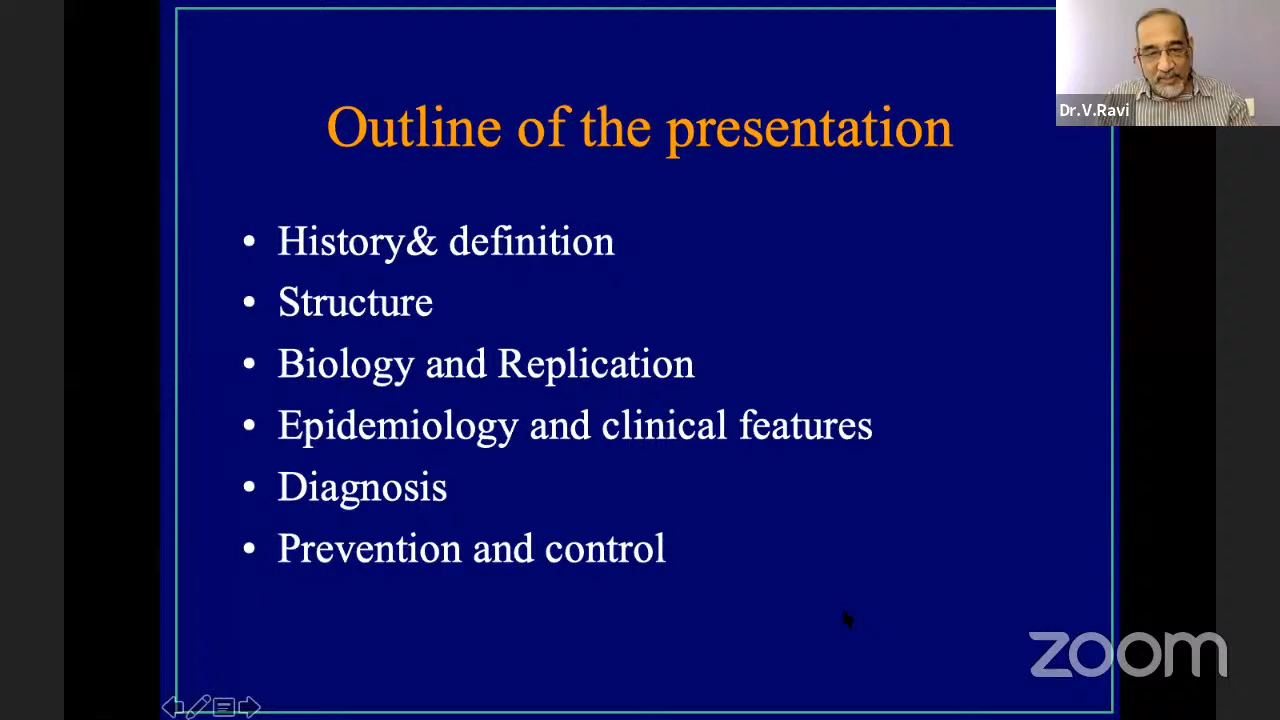 Dr.V.Ravi
Outline of the presentation
• History& definition
• Structure
• Biology and Replication
• Epidemiology and clinical features
• Diagnosis
• Prevention and control
zoom